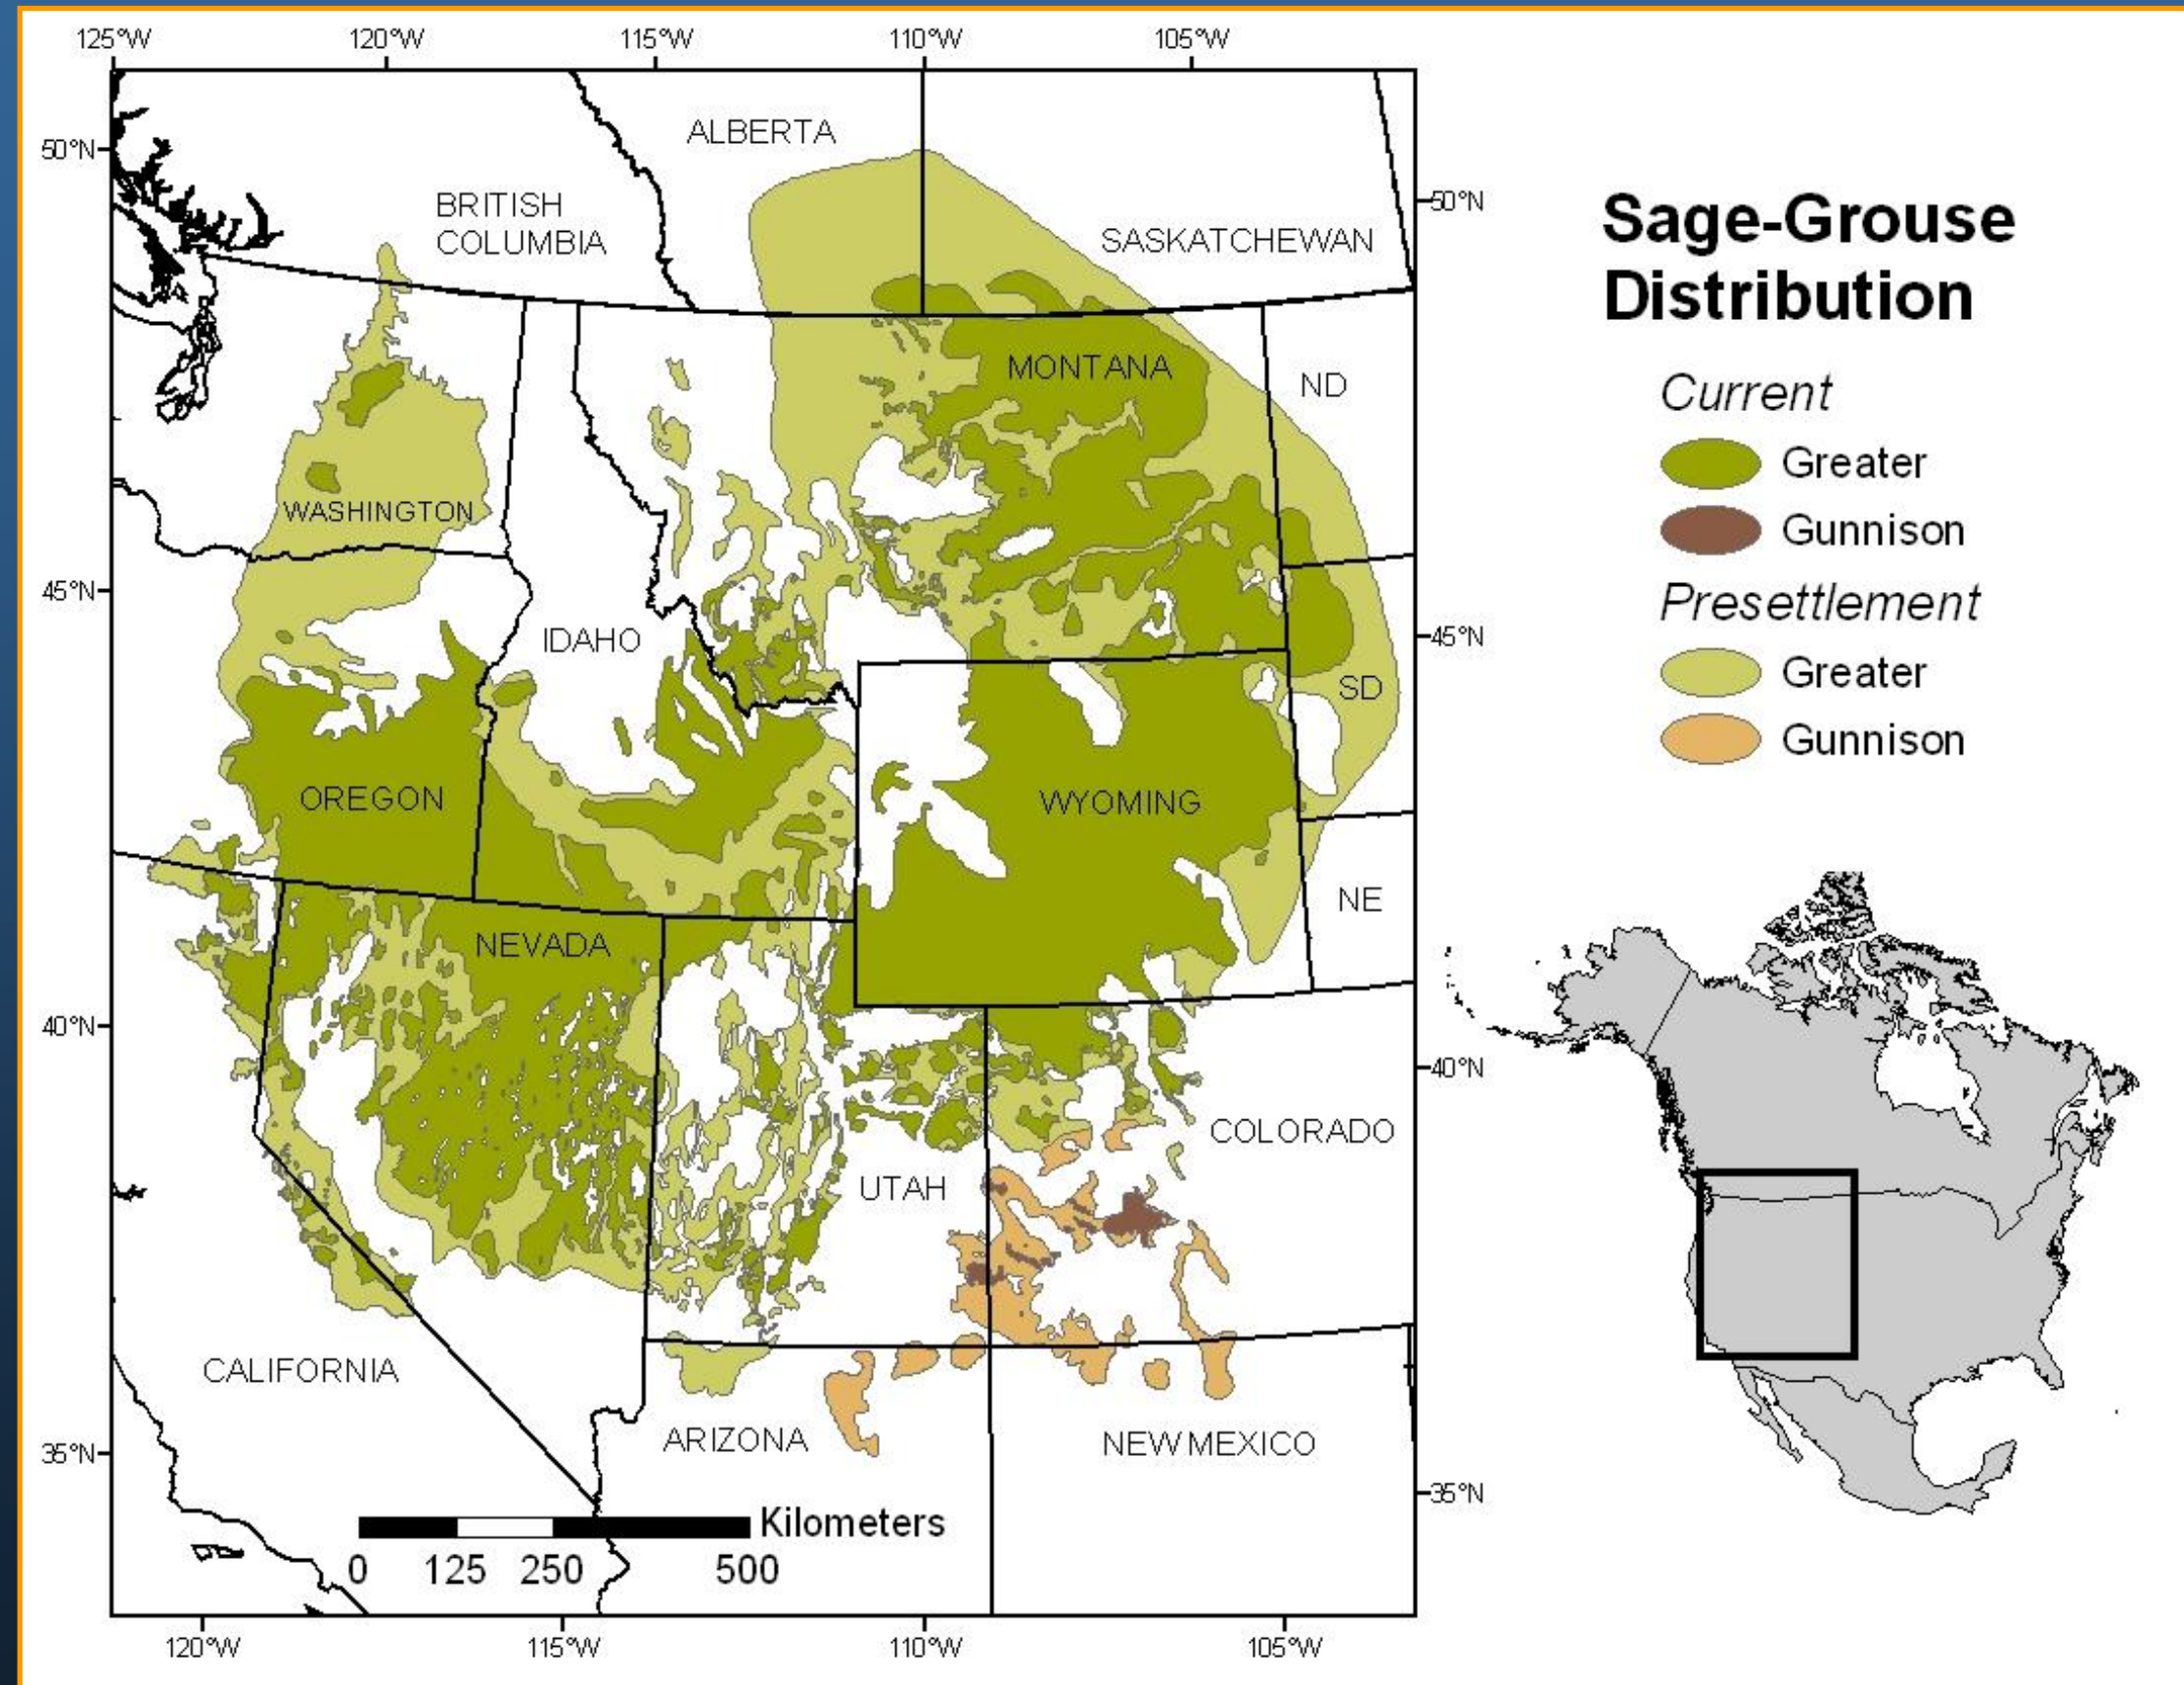 125°W 120°W 115°W 110°W 105°W
50°N
45°N
40°N
35°N
ALBERTA
BRITISH
COLUMBIA
SASKATCHEWAN
MONTANA
ND
WASHINGTON
IDAHO
SD
OREGON
WYOMING
NE
NEVADA
COLORADO
UTAH
CALIFORNIA
ARIZONA
NEW MEXICO
50°N
45°N
40°N
35°N
Kilometers
0 125 250 500
120°W 115°W 110°W 105°W
Sage-Grouse
Distribution
Current
Greater
Gunnison
Presettlement
Greater
Gunnison